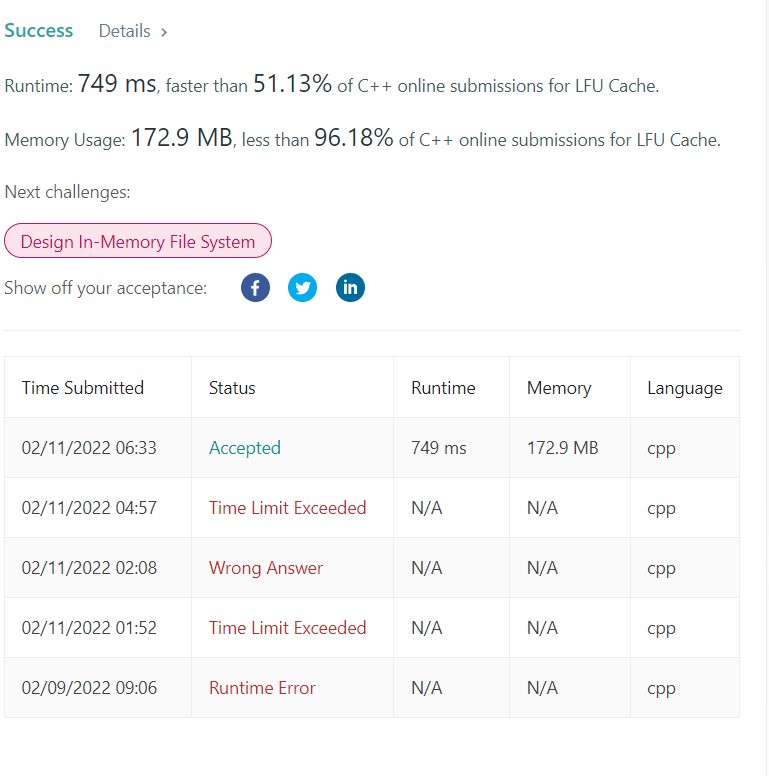 Success Details >
Runtime: 749 ms, faster than 51.13% of C++ online submissions for LFU Cache.
Memory Usage: 172.9 MB, less than 96.18% of C++ online submissions for LFU Cache.
Next challenges:
Design In-Memory File System
Show off your acceptance: f in
Time Submitted Status Runtime Memory Language
02/11/2022 06:33 Accepted 749 ms 172.9 MB cpp
02/11/2022 04:57 Time Limit Exceeded N/A N/A cpp
02/11/2022 02:08 Wrong Answer N/A N/A cpp
02/11/2022 01:52 Time Limit Exceeded N/A N/A cpp
02/09/2022 09:06 Runtime Error N/A N/A cpp